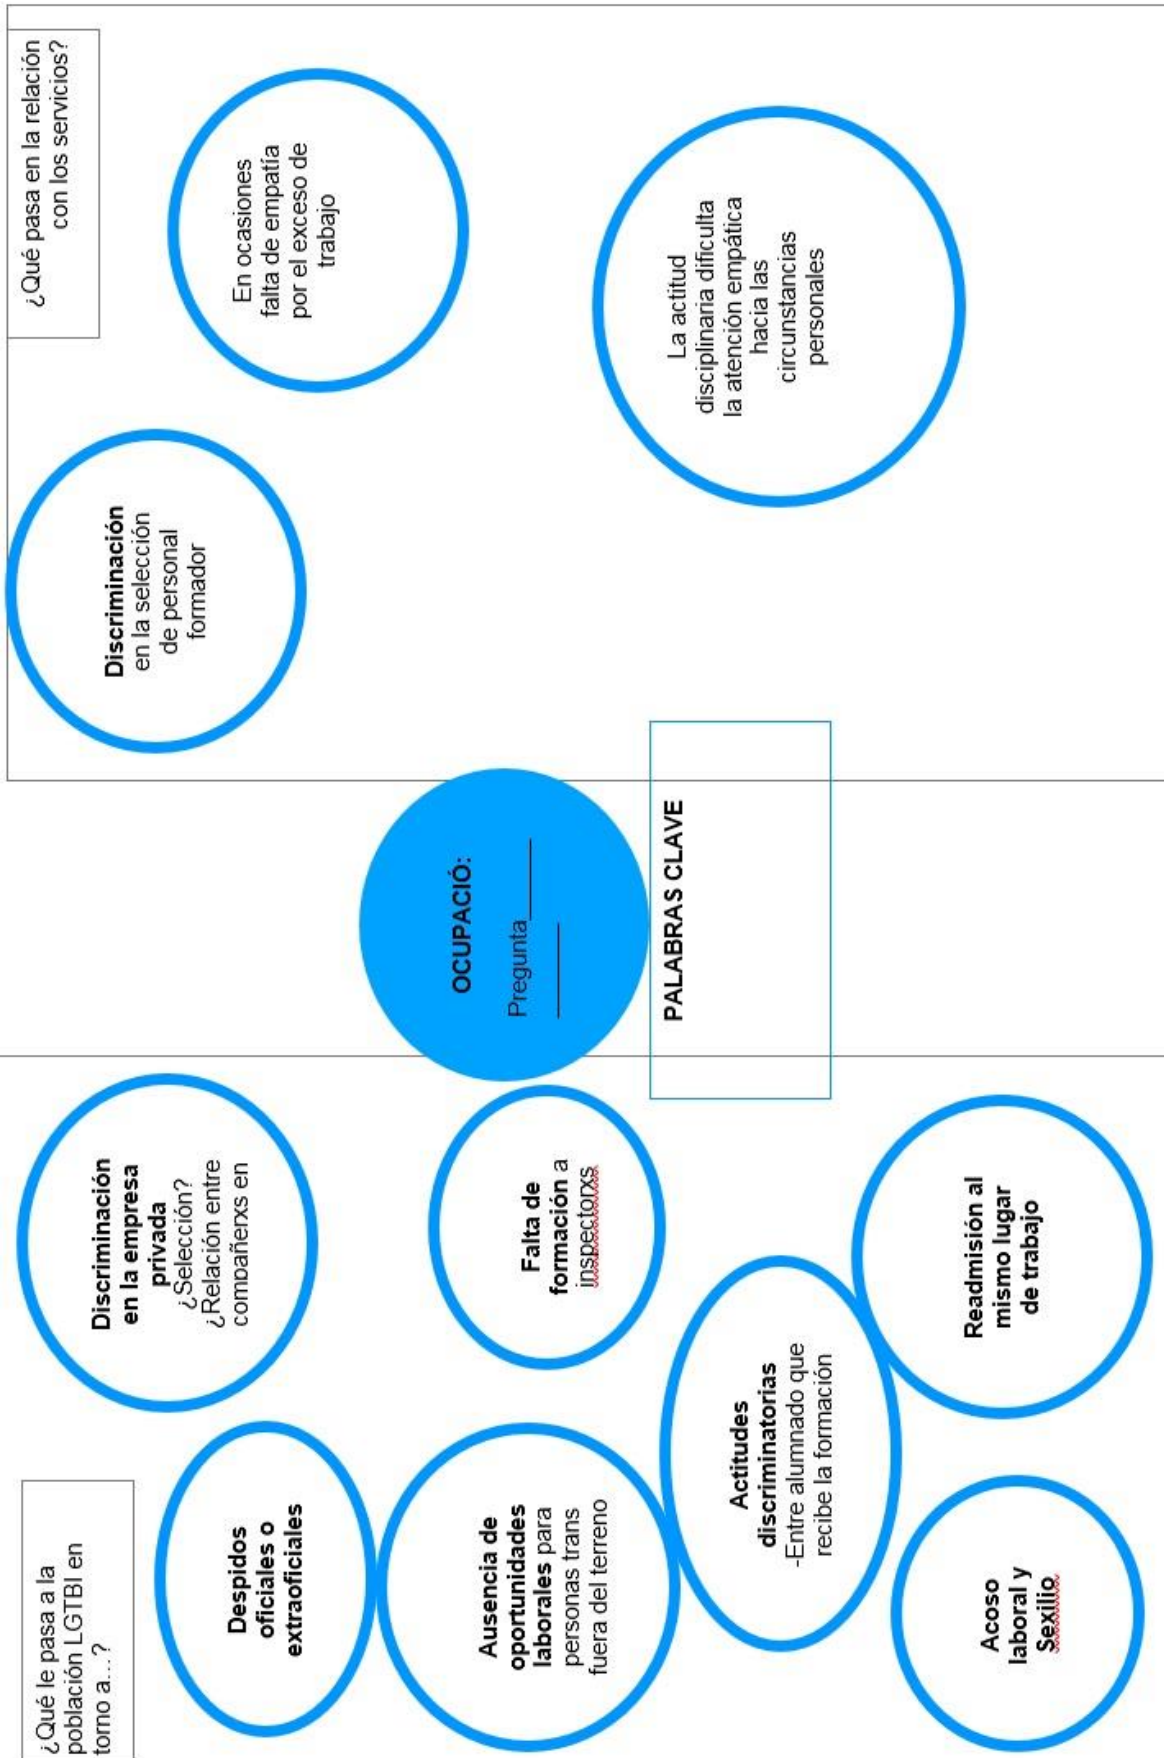 ¿Qué le pasa a la
población LGTBI en
torno a...?
Discriminación
en la empresa
privada
¿Selección?
¿Relación entre
compañerxs en
Despidos
oficiales o
extraoficiales
Falta de
formación a
inspectorxs
Ausencia de
oportunidades
laborales para
personas trans
fuera del terreno
Actitudes
discriminatorias
-Entre alumnado que
recibe la formación
Readmisión al
mismo lugar
de trabajo
Acoso
laboral y
Sexilio
OCUPACIÓ:
Pregunta_______
________
PALABRAS CLAVE
¿Qué pasa en la relación
con los servicios?
Discriminación
en la selección
de personal
formador
En ocasiones
falta de empatía
por el exceso de
trabajo
La actitud
disciplinaria dificulta
la atención empática
hacia las
circunstancias
personales